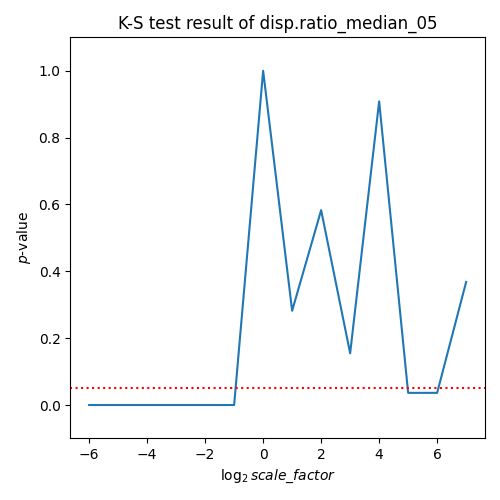 K-S test result of disp.ratio_median_05
1.0
0.8
0.6
0.4
0.2
0.0
p-value
−6 −4 −2 0 2 4 6
log₂ scale_factor